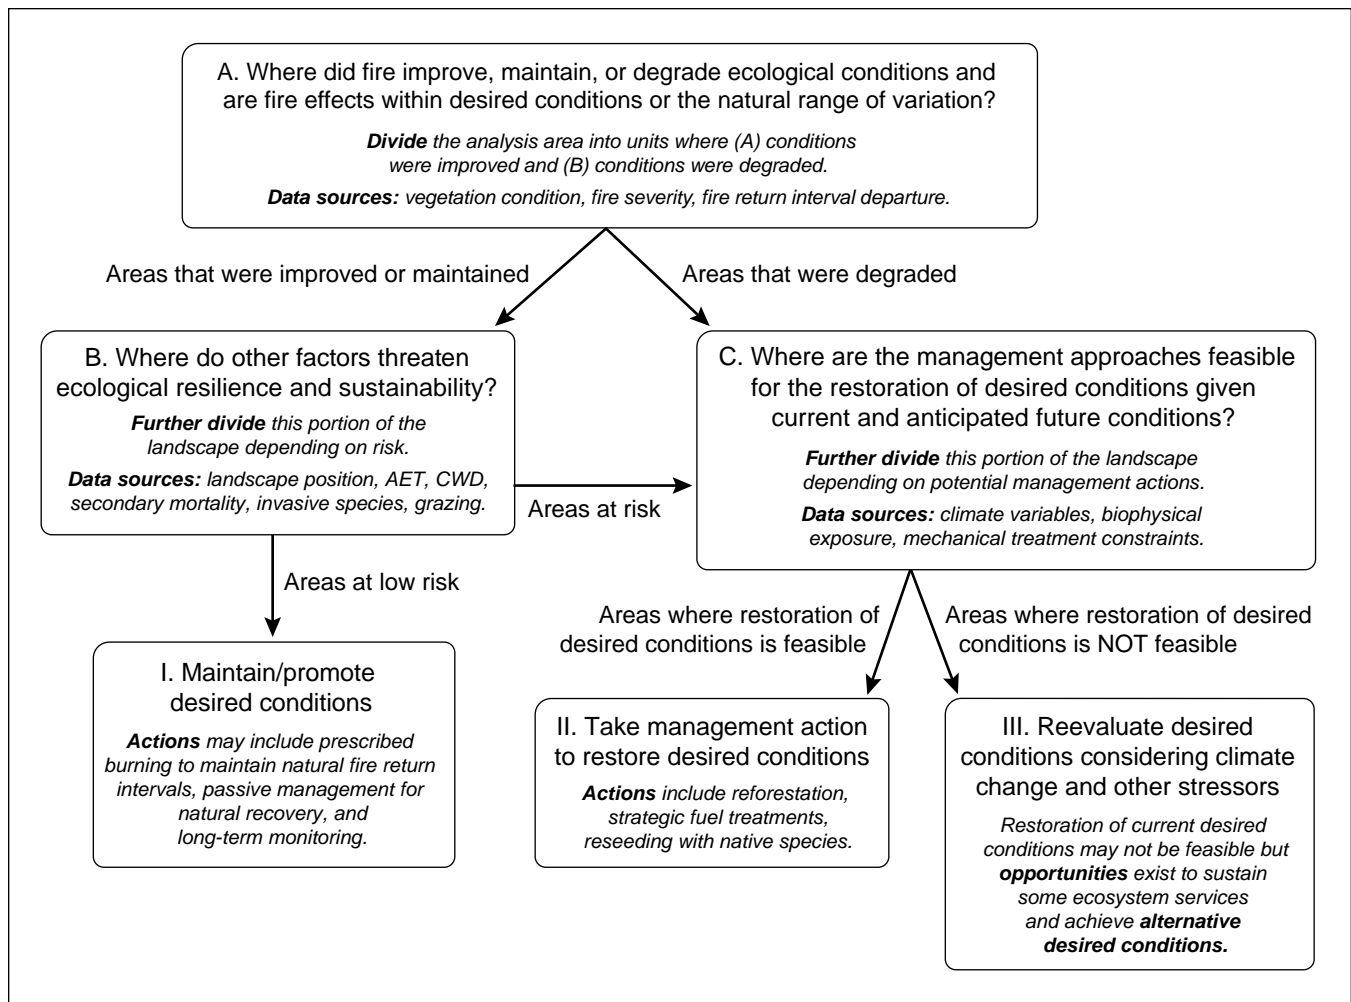 A. Where did fire improve, maintain, or degrade ecological conditions and
are fire effects within desired conditions or the natural range of variation?
Divide the analysis area into units where (A) conditions
were improved and (B) conditions were degraded.
Data sources: vegetation condition, fire severity, fire return interval departure.
Areas that were improved or maintained
Areas that were degraded
B. Where do other factors threaten
ecological resilience and sustainability?
Further divide this portion of the
landscape depending on risk.
Data sources: landscape position, AET, CWD,
secondary mortality, invasive species, grazing.
Areas at risk
C. Where are the management approaches feasible
for the restoration of desired conditions given
current and anticipated future conditions?
Further divide this portion of the landscape
depending on potential management actions.
Data sources: climate variables, biophysical
exposure, mechanical treatment constraints.
Areas at low risk
Areas where restoration of
desired conditions is feasible
Areas where restoration of desired
conditions is NOT feasible
I. Maintain/promote
desired conditions
Actions may include prescribed
burning to maintain natural fire return
intervals, passive management for
natural recovery, and
long-term monitoring.
II. Take management action
to restore desired conditions
Actions include reforestation,
strategic fuel treatments,
reseeding with native species.
III. Reevaluate desired
conditions considering climate
change and other stressors
Restoration of current desired
conditions may not be feasible but
opportunities exist to sustain
some ecosystem services
and achieve alternative
desired conditions.